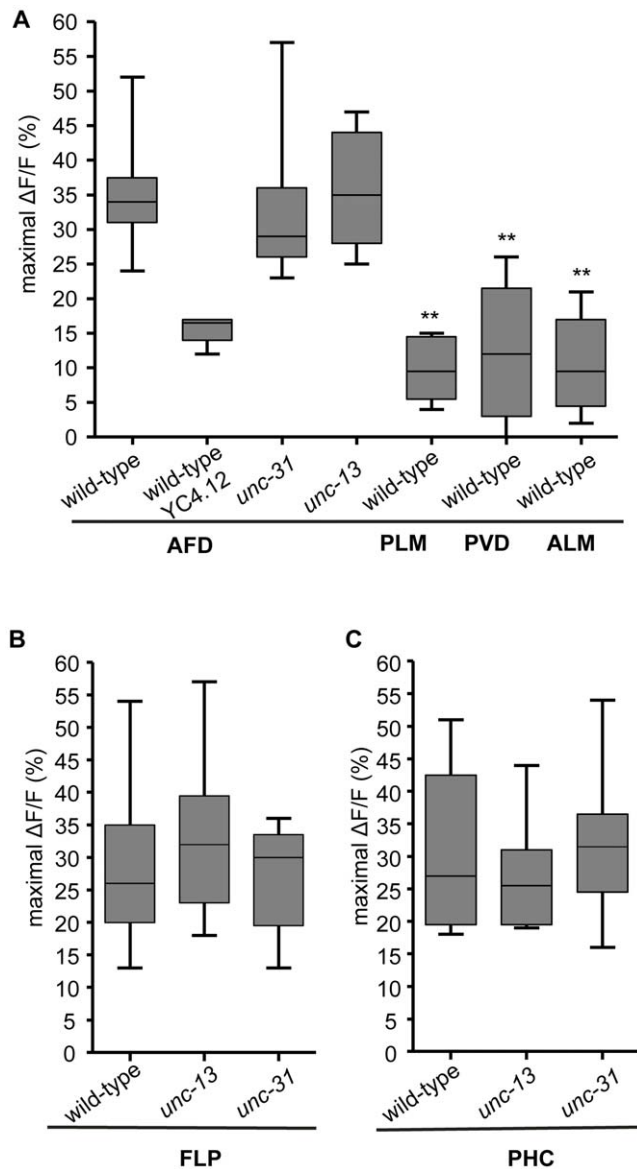 A
maximal ΔF/F (%)
60
55
50
45
40
35
30
25
20
15
10
5
0
**
**
**
wild-type
wild-type
YC4.12
unc-31
unc-13
wild-type
wild-type
wild-type
AFD
PLM
PVD
ALM
B
maximal ΔF/F (%)
60
55
50
45
40
35
30
25
20
15
10
5
0
wild-type
unc-13
unc-31
FLP
C
maximal ΔF/F (%)
60
55
50
45
40
35
30
25
20
15
10
5
0
wild-type
unc-13
unc-31
PHC